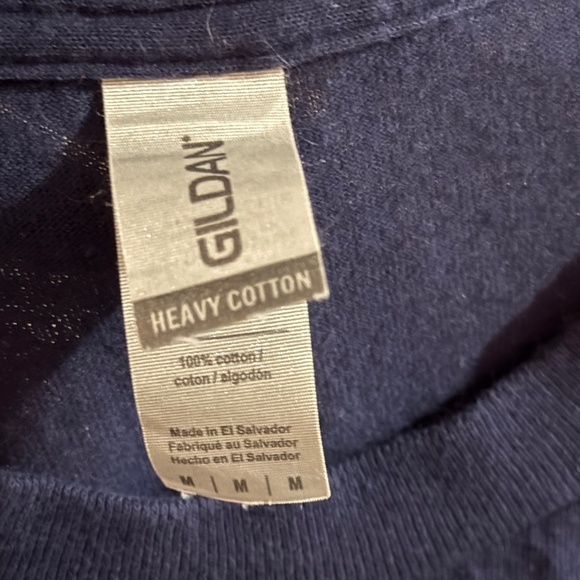 GILDAN
HEAVY COTTON
100% cotton /
coton / algodón
Made in El Salvador
Fabriqué au Salvador
Hecho en El Salvador
M | M | M